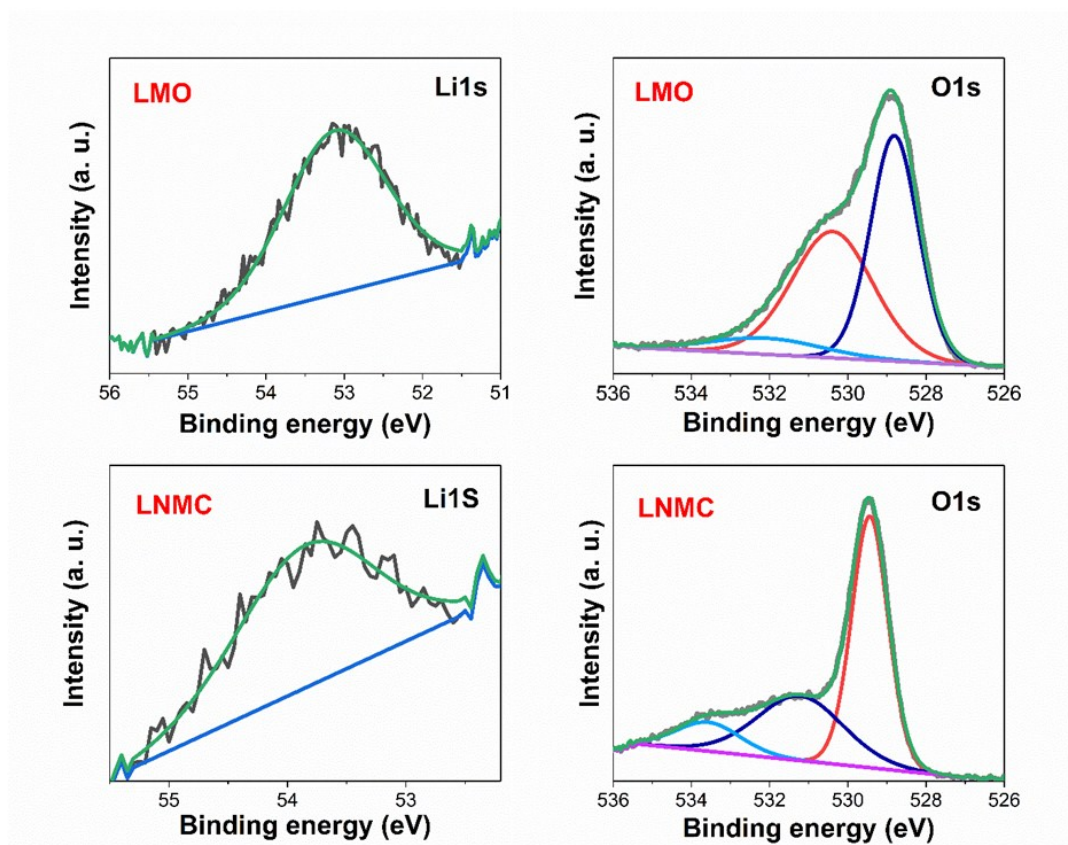 LMO
Li1s
Intensity (a. u.)
56 55 54 53 52 51
Binding energy (eV)
LMO
O1s
Intensity (a. u.)
536 534 532 530 528 526
Binding energy (eV)
LNMC
Li1S
Intensity (a. u.)
55 54 53
Binding energy (eV)
LNMC
O1s
Intensity (a. u.)
536 534 532 530 528 526
Binding energy (eV)